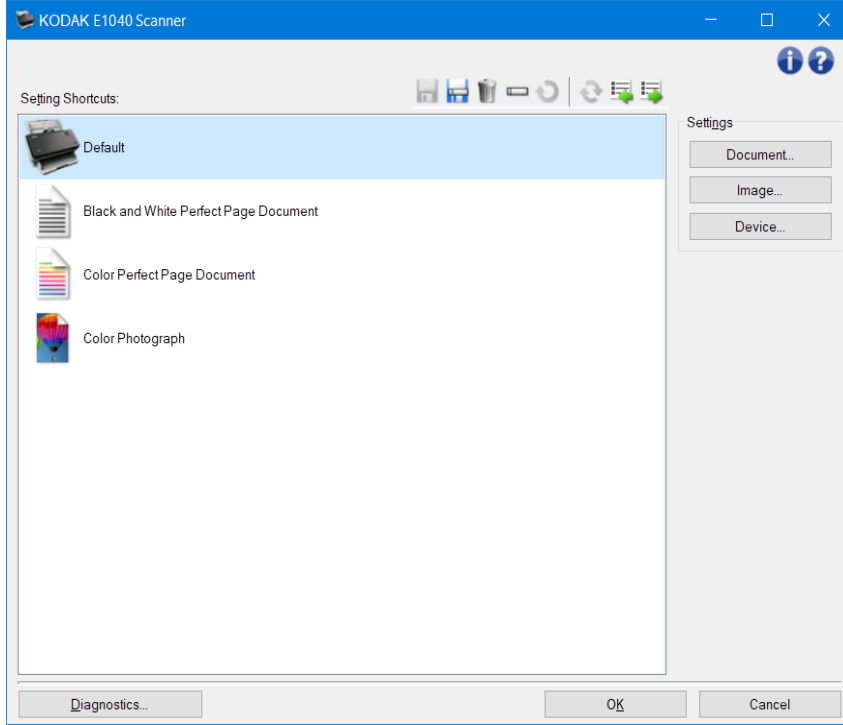 KODAK E1040 Scanner
Setting Shortcuts:
Default
Black and White Perfect Page Document
Color Perfect Page Document
Color Photograph
Settings
Document...
Image...
Device...
Diagnostics...
OK
Cancel